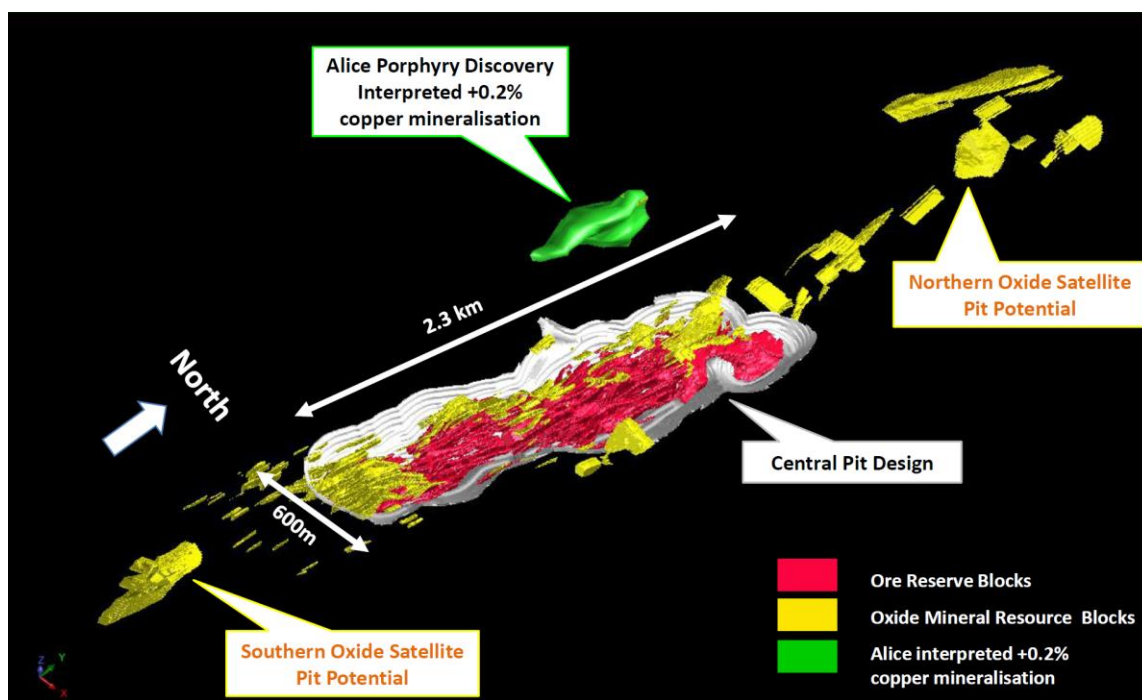 Alice Porphyry Discovery
Interpreted +0.2%
copper mineralisation
2.3 km
Northern Oxide Satellite
Pit Potential
North
Central Pit Design
600m
Southern Oxide Satellite
Pit Potential
Ore Reserve Blocks
Oxide Mineral Resource Blocks
Alice interpreted +0.2%
copper mineralisation
Z
Y
X